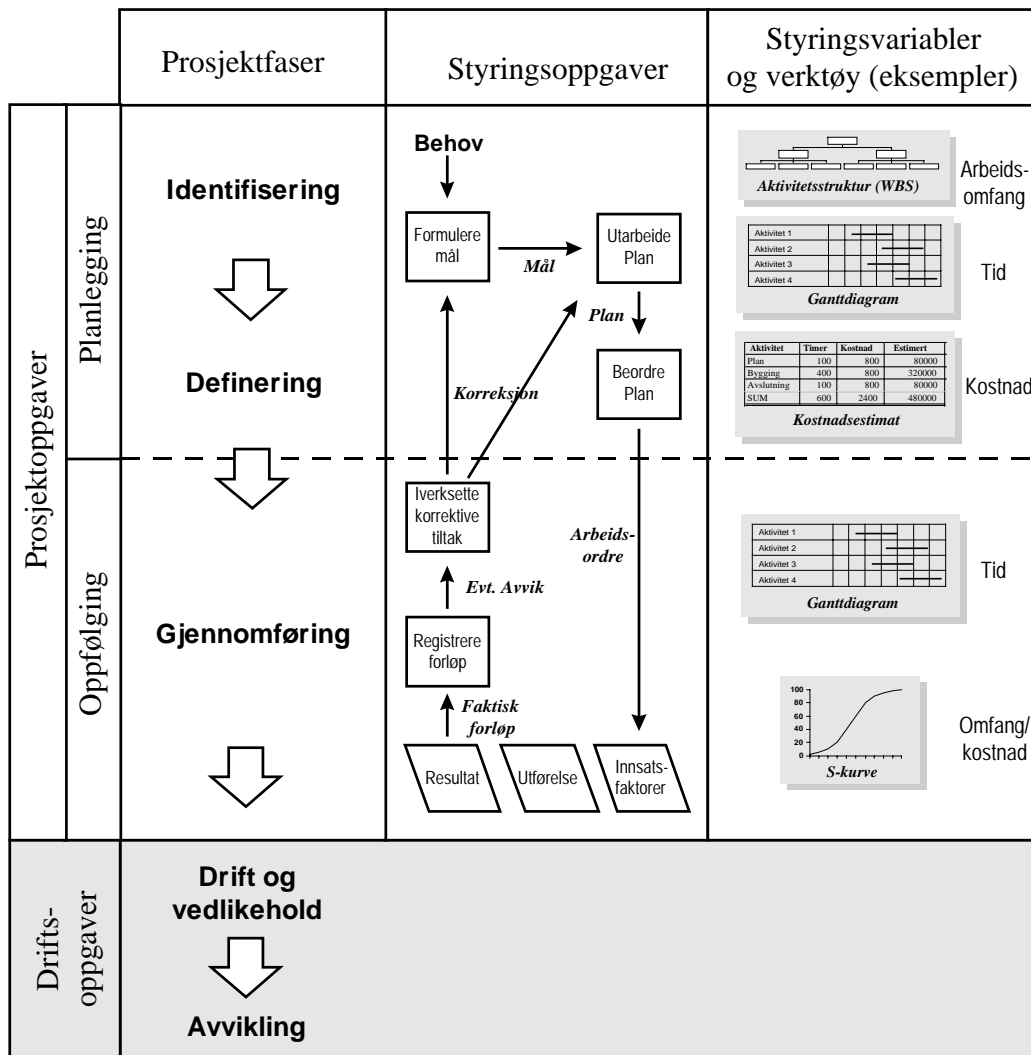 Prosjektfaser
Styringsoppgaver
Styringsvariabler
og verktøy (eksempler)
Prosjektoppgaver
Planlegging
Identifisering
Definering
Behov
Formulere
mål
Mål
Utarbeide
Plan
Plan
Beordre
Plan
Korreksjon
Aktivitetsstruktur (WBS)
Arbeids-
omfang
Aktivitet 1
Aktivitet 2
Aktivitet 3
Aktivitet 4
Ganttdiagram
Tid
Aktivitet Timer Kostnad Estimert
Plan 100 800 80000
Bygging 400 800 320000
Avslutning 100 800 80000
SUM 600 2400 480000
Kostnadsestimat
Kostnad
Oppfølging
Gjennomføring
Iverksette
korrektive
tiltak
Evt. Avvik
Registrere
forløp
Faktisk
forløp
Arbeids-
ordre
Resultat
Utførelse
Innsats-
faktorer
Aktivitet 1
Aktivitet 2
Aktivitet 3
Aktivitet 4
Ganttdiagram
Tid
100
80
60
40
20
0
S-kurve
Omfang/
kostnad
Drifts-
oppgaver
Drift og
vedlikehold
Avvikling